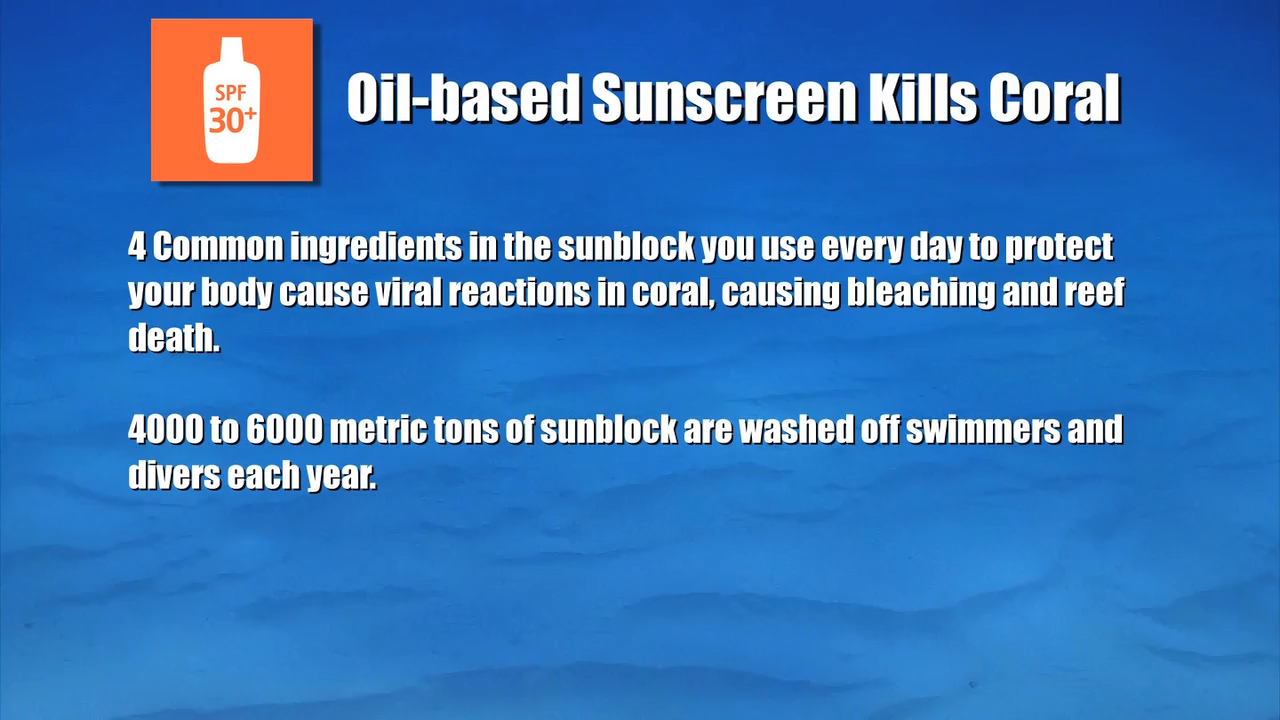 SPF
30+
Oil-based Sunscreen Kills Coral
4 Common ingredients in the sunblock you use every day to protect
your body cause viral reactions in coral, causing bleaching and reef
death.
4000 to 6000 metric tons of sunblock are washed off swimmers and
divers each year.